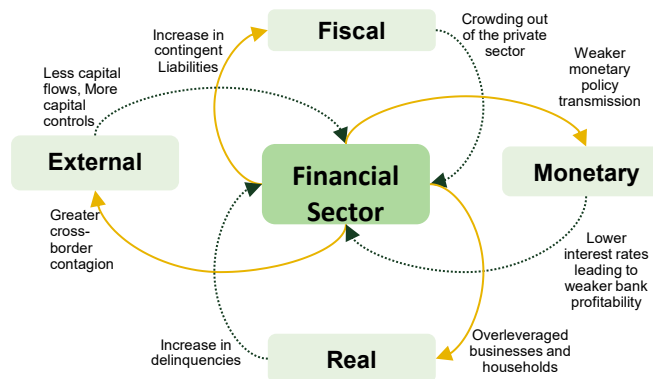 Fiscal
Increase in
contingent
Liabilities
Crowding out
of the private
sector
Weaker
monetary
policy
transmission
Less capital
flows, More
capital
controls
External
Financial
Sector
Monetary
Greater
cross-
border
contagion
Lower
interest rates
leading to
weaker bank
profitability
Increase in
delinquencies
Real
Overleveraged
businesses and
households